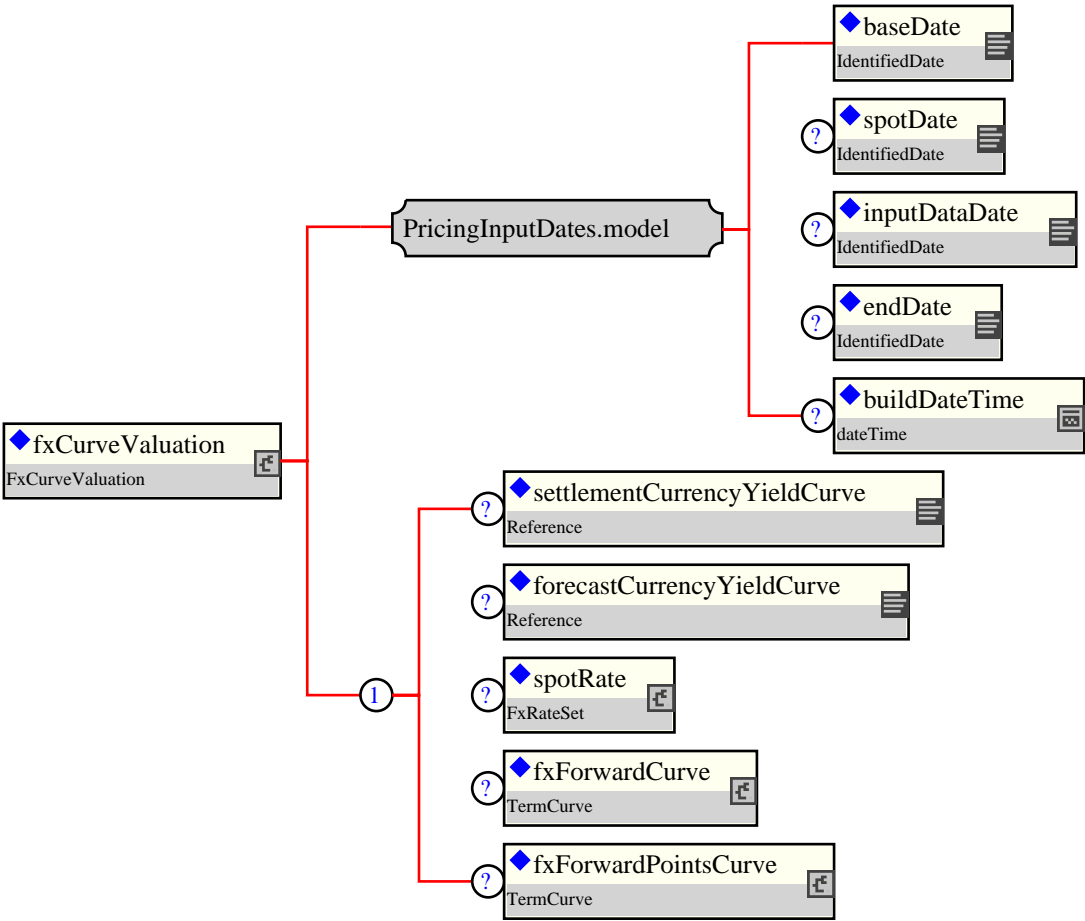 baseDate
IdentifiedDate
?
spotDate
IdentifiedDate
PricingInputDates.model
?
inputDataDate
IdentifiedDate
?
endDate
IdentifiedDate
?
buildDateTime
dateTime
fxCurveValuation
FxCurveValuation
?
settlementCurrencyYieldCurve
Reference
?
forecastCurrencyYieldCurve
Reference
1
?
spotRate
FxRateSet
?
fxForwardCurve
TermCurve
?
fxForwardPointsCurve
TermCurve